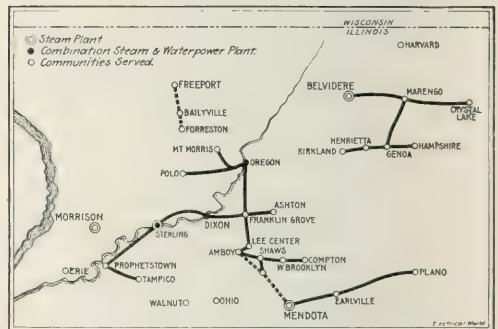 WISCONSIN
ILLINOIS
Steam Plant
Combination Steam & Waterpower Plant.
Communities Served.
HARVARD
FREEPORT
BELVIDERE
MARENGO
CRYSTAL
LAKE
BAILYVILLE
FORRESTON
MT MORRIS
OREGON
HENRIETTA
KIRKLAND
GENOA
HAMPSHIRE
POLO
ASHTON
MORRISON
DIXON
FRANKLIN GROVE
STERLING
LEE CENTER
AMBOY
SHAWS
COMPTON
W. BROOKLYN
ERIE
PROPHETSTOWN
TAMPICO
PLANO
EARLVILLE
WALNUT
OHIO
MENDOTA
Electrical World